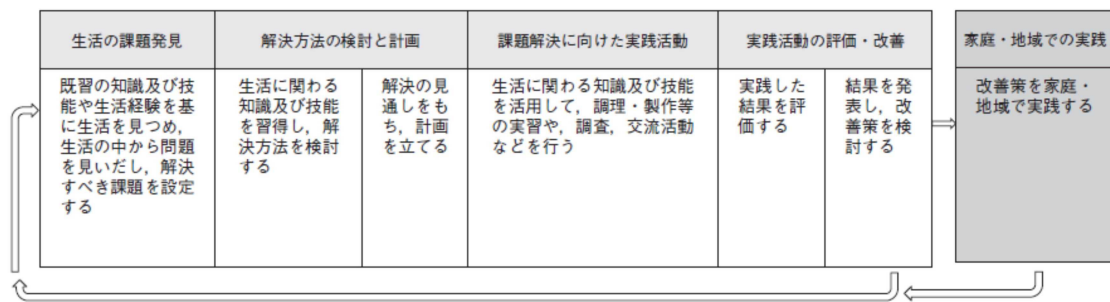 生活の課題発見
解決方法の検討と計画
課題解決に向けた実践活動
実践活動の評価・改善
家庭・地域での実践
既習の知識及び技
能や生活経験を基
に生活を見つめ，
生活の中から問題
を見いだし，解決
すべき課題を設定
する
生活に関わる
知識及び技能
を習得し，解
決方法を検討
する
解決の見
通しをも
ち，計画
を立てる
生活に関わる知識及び技能
を活用して，調理・製作等
の実習や，調査，交流活動
などを行う
実践した
結果を評
価する
結果を発
表し，改
善策を検
討する
改善策を家庭・
地域で実践する